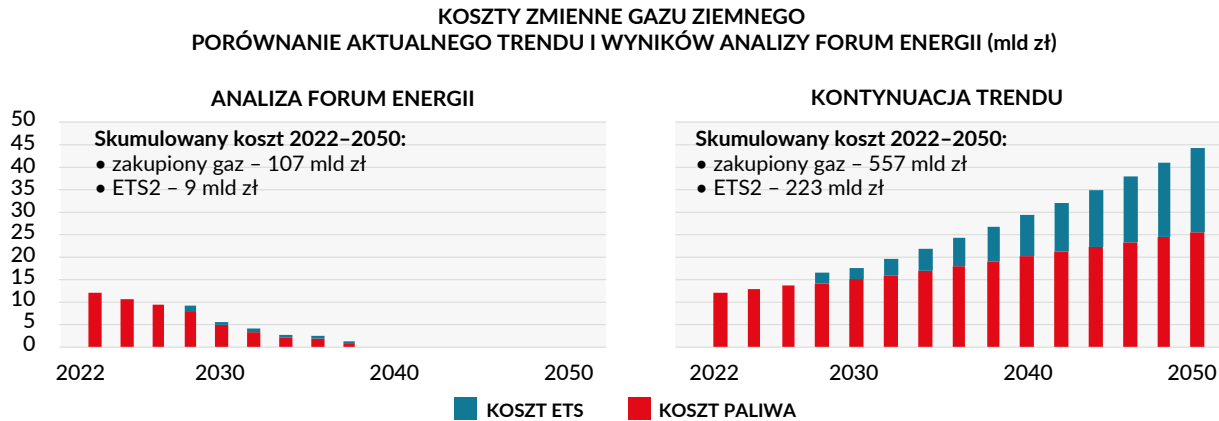 KOSZTY ZMIENNE GAZU ZIEMNEGO
PORÓWNANIE AKTUALNEGO TRENDU I WYNIKÓW ANALIZY FORUM ENERGII (mld zł)
ANALIZA FORUM ENERGII
50
45
40
35
30
25
20
15
10
5
0
Skumulowany koszt 2022–2050:
• zakupiony gaz – 107 mld zł
• ETS2 – 9 mld zł
2022 2030 2040 2050
KONTYNUACJA TRENDU
Skumulowany koszt 2022–2050:
• zakupiony gaz – 557 mld zł
• ETS2 – 223 mld zł
2022 2030 2040 2050
KOSZT ETS KOSZT PALIWA